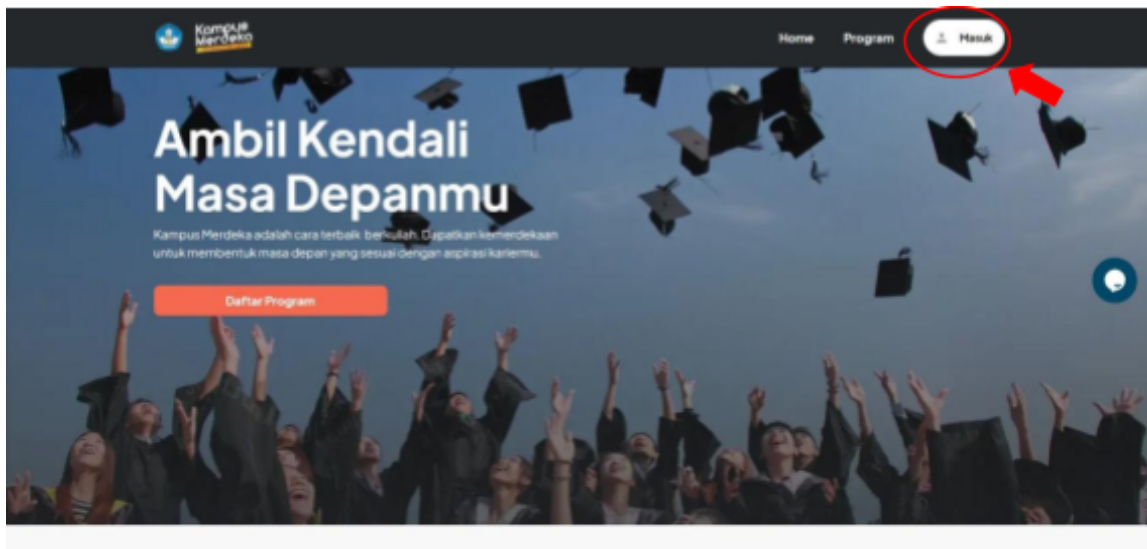 Kampus
Merdeka
Home
Program
Masuk
Ambil Kendali
Masa Depanmu
Kampus Merdeka adalah cara terbaik berkuliah. Dapatkan kemerdekaan
untuk membentuk masa depan yang sesuai dengan aspirasi kariermu.
Daftar Program